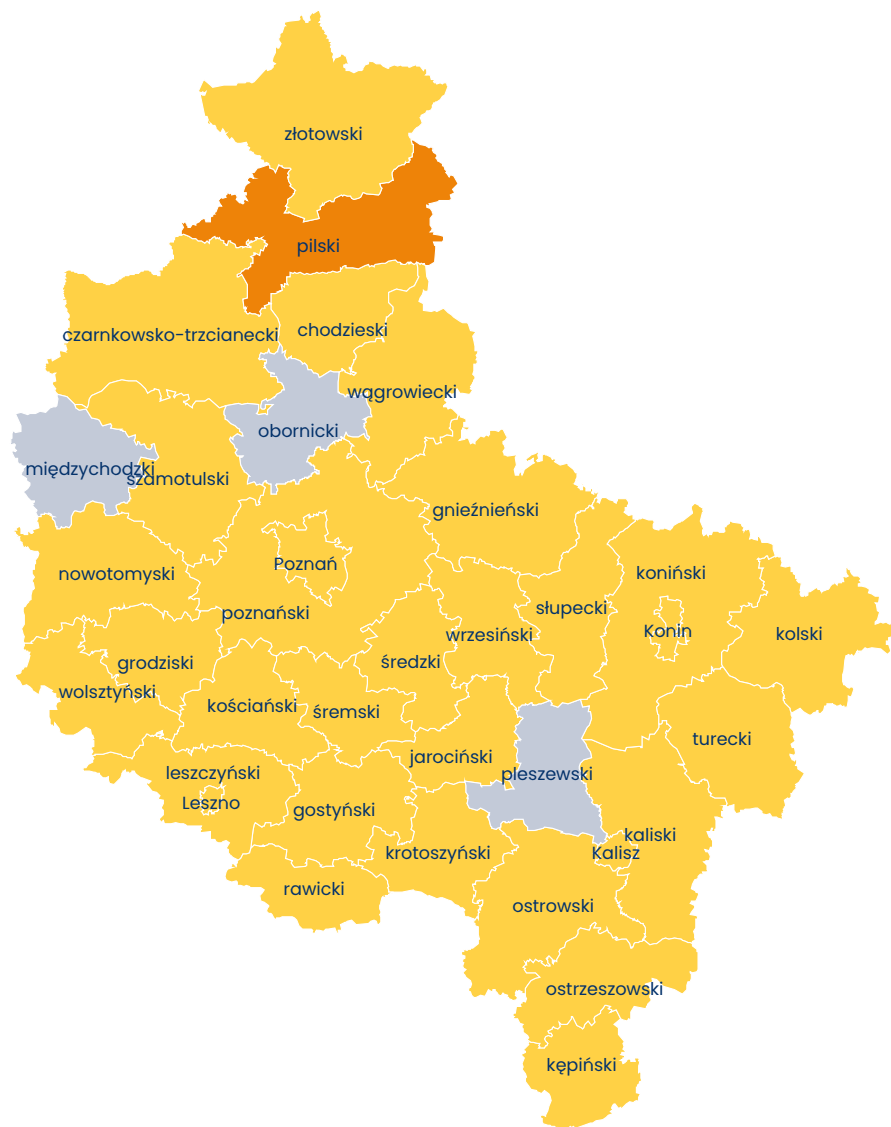 złotowski
pilski
czarnkowsko-trzcianecki
chodzieski
wągrowiecki
obornicki
międzychodzki
szamotulski
gnieźnieński
Poznań
nowotomyski
koniński
poznański
słupecki
Konin
kolski
wrzesiński
średzki
grodziski
wolsztyński
kościański
śremski
turecki
jarociński
leszczyński
pleszewski
Leszno
gostyński
kaliski
krotoszyński
Kalisz
rawicki
ostrowski
ostrzeszowski
kępiński